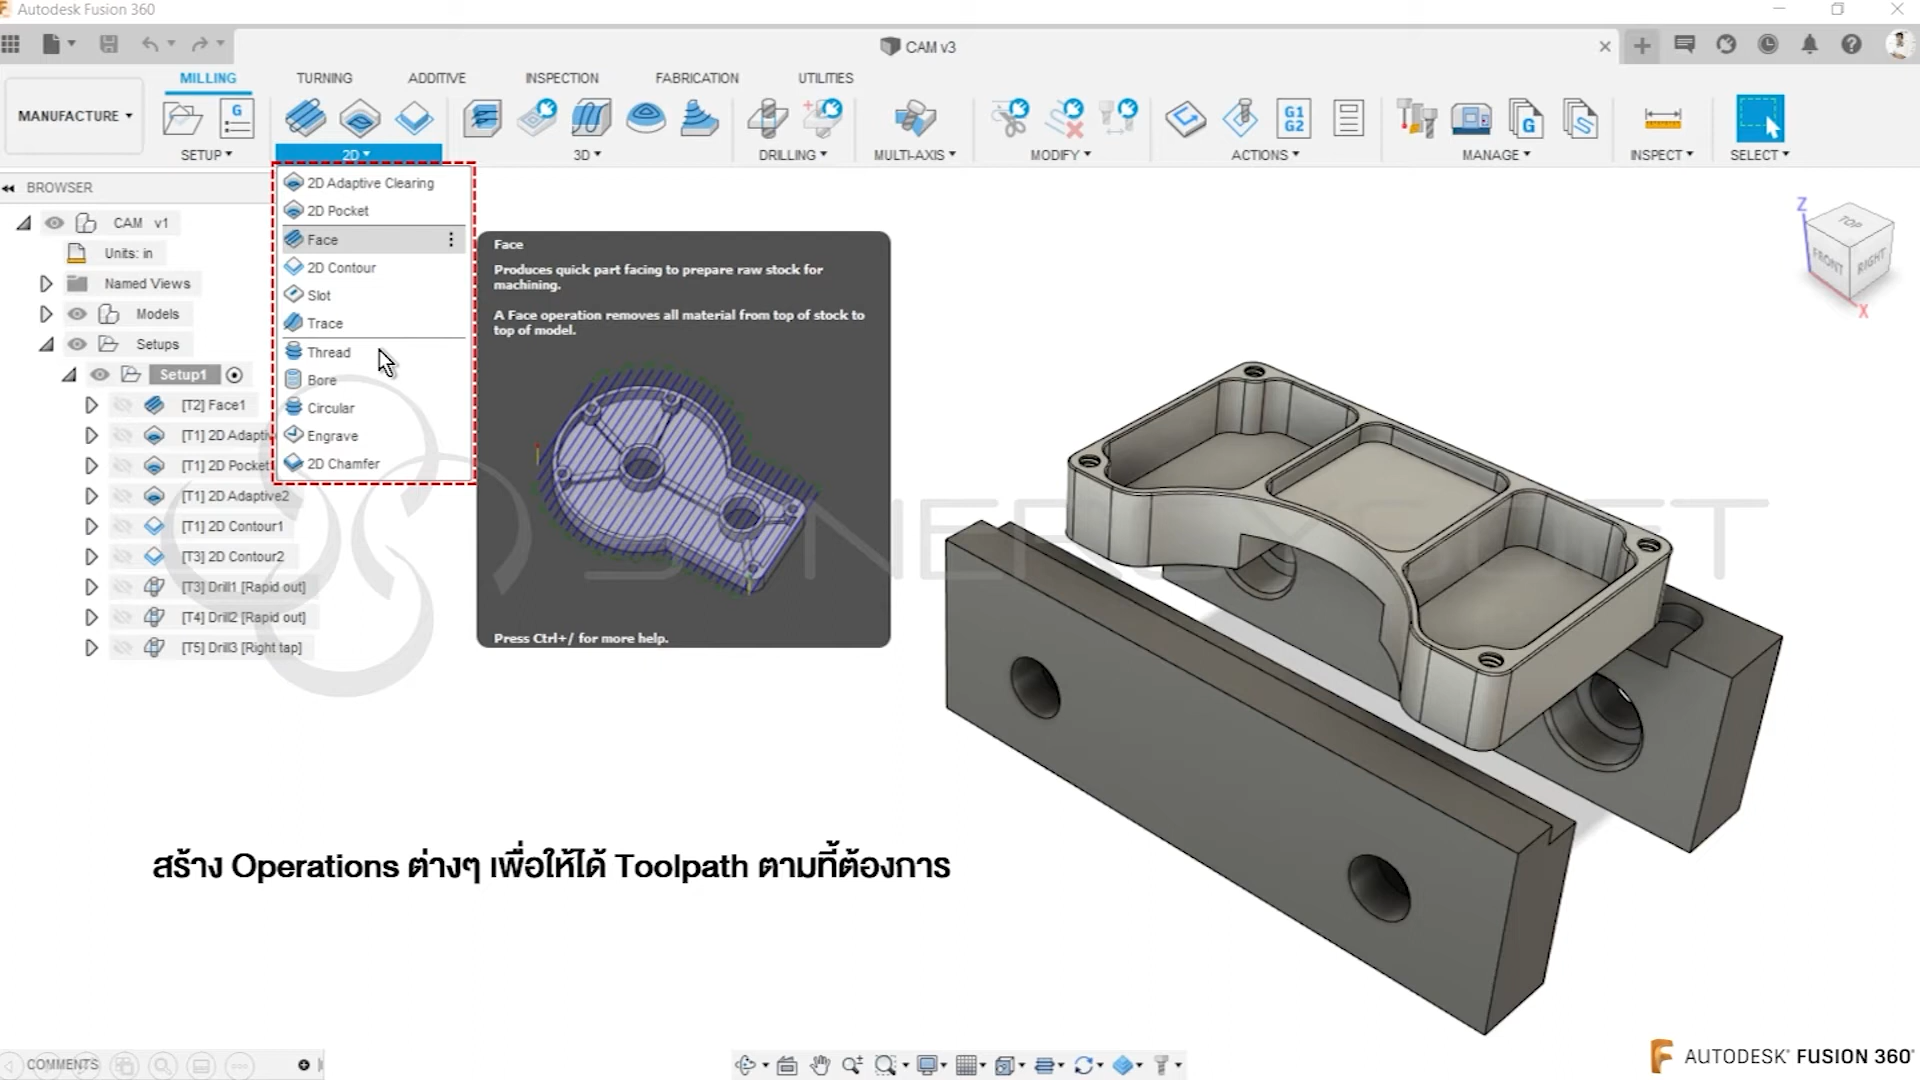 Autodesk Fusion 360
CAM v3
MILLING
TURNING
ADDITIVE
INSPECTION
FABRICATION
UTILITIES
MANUFACTURE
G
G1
G2
G
S
SETUP
2D
3D
DRILLING
MULTI-AXIS
MODIFY
ACTIONS
MANAGE
INSPECT
SELECT
BROWSER
CAM v1
Units: in
Named Views
Models
Setups
Setup1
[T2] Face1
[T1] 2D Adapti
[T1] 2D Pocket
[T1] 2D Adaptive2
[T1] 2D Contour1
[T3] 2D Contour2
[T3] Drill1 [Rapid out]
[T4] Drill2 [Rapid out]
[T5] Drill3 [Right tap]
2D Adaptive Clearing
2D Pocket
Face
2D Contour
Slot
Trace
Thread
Bore
Circular
Engrave
2D Chamfer
Face
Produces quick part facing to prepare raw stock for
machining.
A Face operation removes all material from top of stock to
top of model.
Press Ctrl+/ for more help.
Z
TOP
FRONT
RIGHT
X
SYNERGYSOFT
สร้าง Operations ต่างๆ เพื่อให้ได้ Toolpath ตามที่ต้องการ
COMMENTS
AUTODESK® FUSION 360®